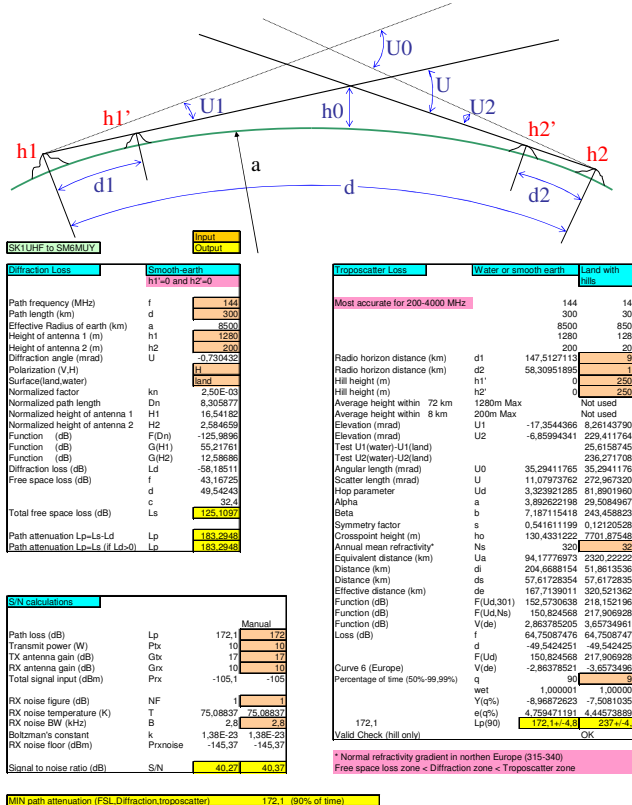 U0
U
U1
h0
U2
h1'
h1
h2'
h2
d1
a
d
d2
Input
SK1UHF to SM6MUY Output
Diffraction Loss Smooth-earth
h1'=0 and h2'=0
Path frequency (MHz) f 144
Path length (km) d 300
Effective Radius of earth (km) a 8500
Height of antenna 1 (m) h1 1280
Height of antenna 2 (m) h2 200
Diffraction angle (mrad) U -0,730432
Polarization (V,H) H
Surface(land,water) land
Normalized factor kn 2,50E-03
Normalized path length Dn 8,305877
Normalized height of antenna 1 H1 16,54182
Normalized height of antenna 2 H2 2,584659
Function (dB) F(Dn) -125,9896
Function (dB) G(H1) 55,21761
Function (dB) G(H2) 12,58686
Diffraction loss (dB) Ld -58,18511
Free space loss (dB) f 43,16725
d 49,54243
c 32,4
Total free space loss (dB) Ls 125,1097
Path attenuation Lp=Ls-Ld Lp 183,2948
Path attenuation Lp=Ls (if Ld>0) Lp 183,2948
S/N calculations
Manual
Path loss (dB) Lp 172,1 172
Transmit power (W) Ptx 10 10
TX antenna gain (dB) Gtx 17 17
RX antenna gain (dB) Grx 10 10
Total signal input (dBm) Prx -105,1 -105
RX noise figure (dB) NF 1 1
RX noise temperature (K) T 75,08837 75,08837
RX noise BW (kHz) B 2,8 2,8
Boltzman's constant k 1,38E-23 1,38E-23
RX noise floor (dBm) Prxnoise -145,37 -145,37
Signal to noise ratio (dB) S/N 40,27 40,37
Troposcatter Loss Water or smooth earth Land with
hills
Most accurate for 200-4000 MHz 144 14
300 30
8500 850
1280 128
200 20
Radio horizon distance (km) d1 147,5127113 9
Radio horizon distance (km) d2 58,30951895 1
Hill height (m) h1' 0 250
Hill height (m) h2' 0 250
Average height within 72 km 1280m Max Not used
Average height within 8 km 200m Max Not used
Elevation (mrad) U1 -17,3544366 8,26143790
Elevation (mrad) U2 -6,85994341 229,411764
Test U1(water)-U1(land) 25,6158745
Test U2(water)-U2(land) 236,271708
Angular length (mrad) U0 35,29411765 35,2941176
Scatter length (mrad) U 11,07973762 272,967320
Hop parameter Ud 3,323921285 81,8901960
Alpha a 3,892622198 29,5084967
Beta b 7,187115418 243,458823
Symmetry factor s 0,541611199 0,12120528
Crosspoint height (m) ho 130,4331222 7701,87548
Annual mean refractivity* Ns 320 32
Equivalent distance (km) Ua 94,17776973 2320,22222
Distance (km) di 204,6688154 51,8613536
Distance (km) ds 57,61728354 57,6172835
Effective distance (km) de 167,7139011 320,521362
Function (dB) F(Ud,301) 152,5730638 218,152196
Function (dB) F(Ud,Ns) 150,824568 217,906928
Function (dB) V(de) 2,863785205 3,65734961
Loss (dB) f 64,75087476 64,7508747
d -49,5424251 -49,542425
F(Ud) 150,824568 217,906928
Curve 6 (Europe) V(de) -2,86378521 -3,6573496
Percentage of time (50%-99,99%) q 90 9
wet 1,000001 1,00000
Y(q%) -8,96872623 -7,5081035
e(q%) 4,759471191 4,44573889
172,1 Lp(90) 172,1+/-4,8 237+/-4,
Valid Check (hill only) OK
* Normal refractivity gradient in northen Europe (315-340)
Free space loss zone < Diffraction zone < Troposcatter zone
MIN path attenuation (FSL,Diffraction,troposcatter) 172,1 (90% of time)